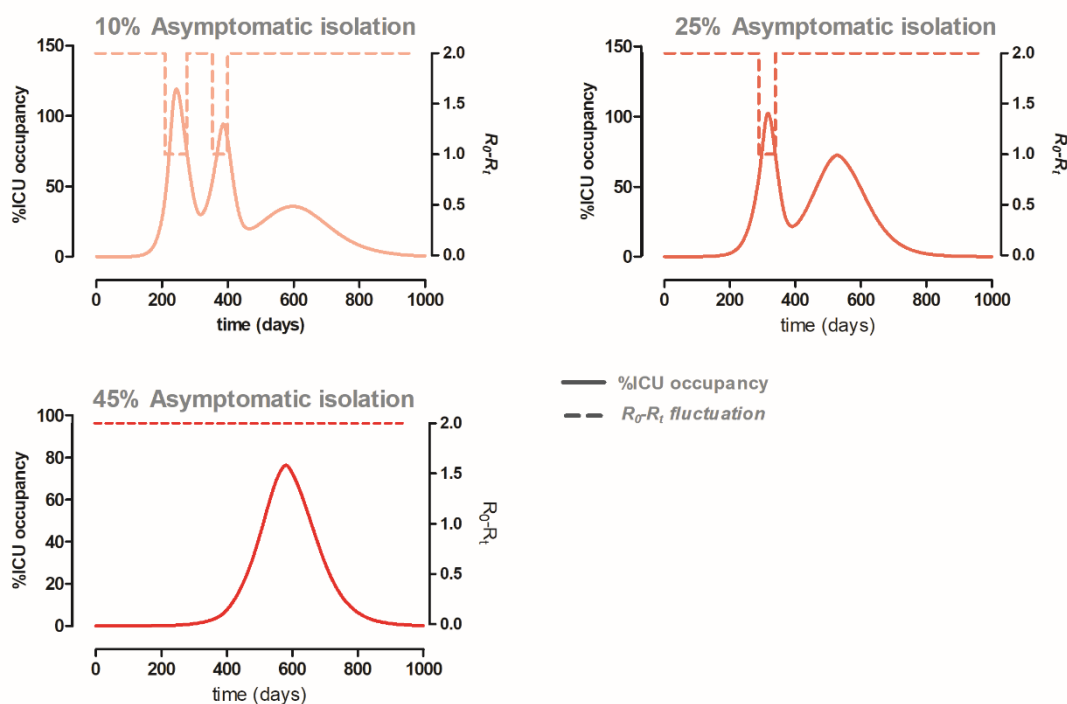 10% Asymptomatic isolation
150
100
50
0
%ICU occupancy
2.0
1.5
1.0
0.5
0.0
R₀-Rₜ
0 200 400 600 800 1000
time (days)
25% Asymptomatic isolation
150
100
50
0
%ICU occupancy
2.0
1.5
1.0
0.5
0.0
R₀-Rₜ
0 200 400 600 800 1000
time (days)
45% Asymptomatic isolation
100
80
60
40
20
0
%ICU occupancy
2.0
1.5
1.0
0.5
0.0
R₀-Rₜ
0 200 400 600 800 1000
time (days)
%ICU occupancy
R₀-Rₜ fluctuation